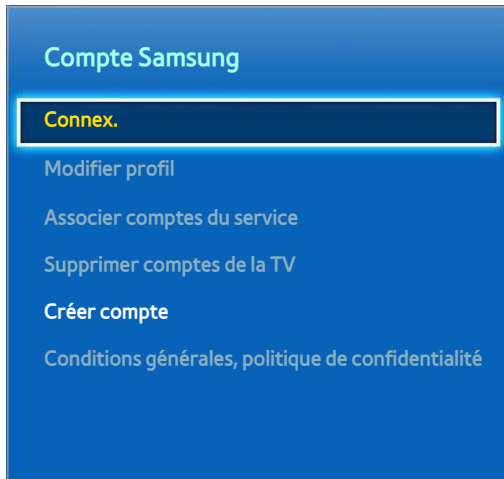 Compte Samsung
Connex.
Modifier profil
Associer comptes du service
Supprimer comptes de la TV
Créer compte
Conditions générales, politique de confidentialité